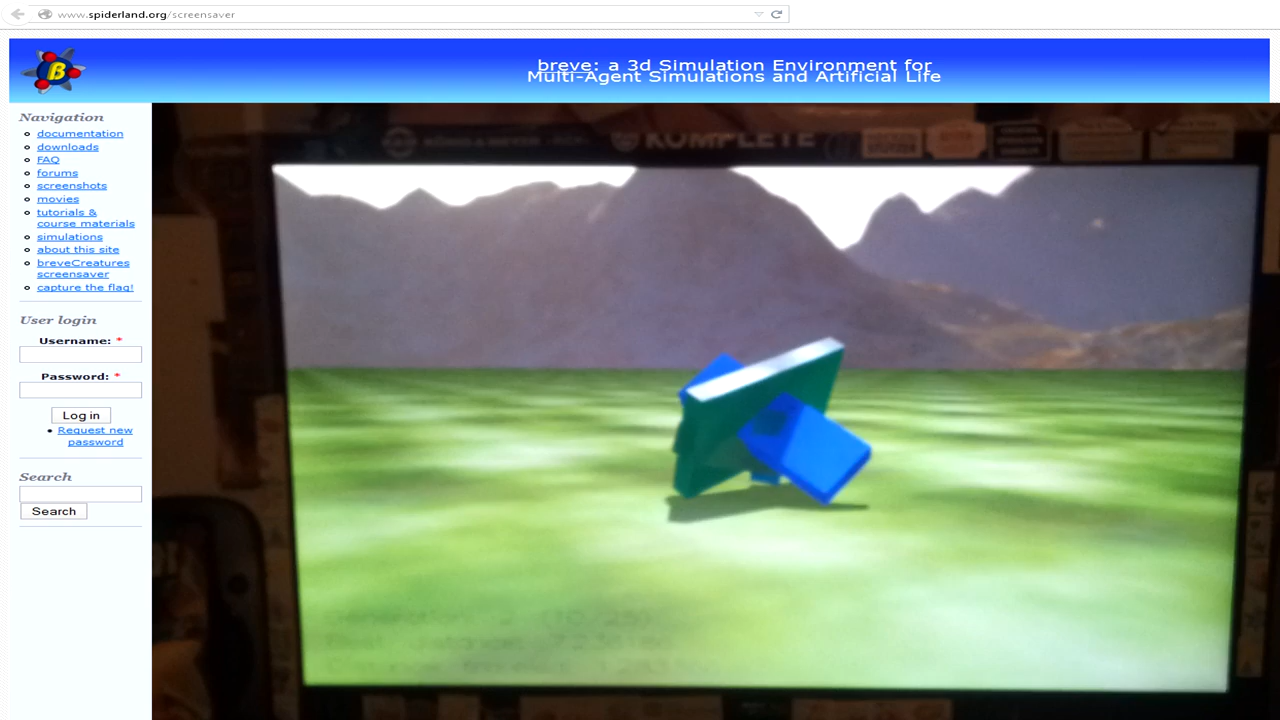 www.spiderland.org/screensaver
breve: a 3d Simulation Environment for
Multi-Agent Simulations and Artificial Life
Navigation
documentation
downloads
FAQ
forums
screenshots
movies
tutorials &
course materials
simulations
about this site
breveCreatures
screensaver
capture the flag!
User login
Username: *
Password: *
Log in
Request new
password
Search
Search
β
KOMPLETE